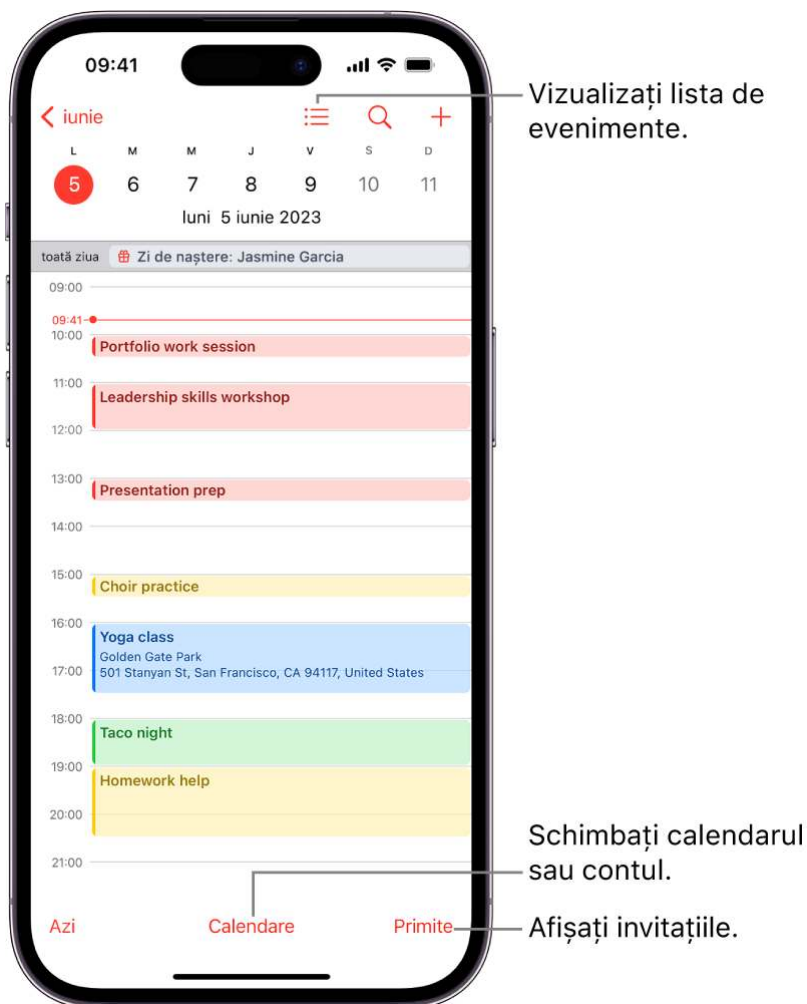 09:41
iunie
Vizualizați lista de
evenimente.
L M M J V S D
5 6 7 8 9 10 11
luni 5 iunie 2023
toată ziua Zi de naștere: Jasmine Garcia
09:00
09:41
10:00
Portfolio work session
11:00
Leadership skills workshop
12:00
13:00
Presentation prep
14:00
15:00
Choir practice
16:00
Yoga class
Golden Gate Park
17:00 501 Stanyan St, San Francisco, CA 94117, United States
18:00
Taco night
19:00
Homework help
20:00
21:00
Schimbați calendarul
sau contul.
Azi Calendare Primite
Afișați invitațiile.